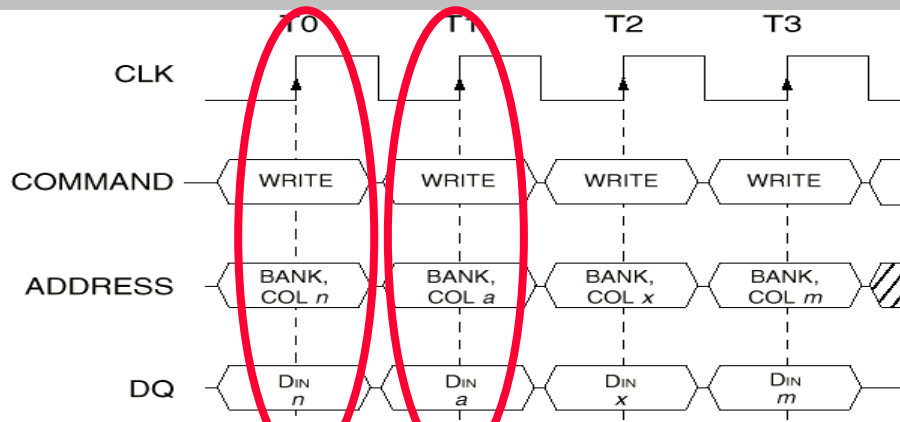 T0 T1 T2 T3
CLK
COMMAND WRITE WRITE WRITE WRITE
BANK, BANK, BANK, BANK,
ADDRESS
COL n COL a COL x COL m
DIN DIN DIN DIN
DQ
n a x m